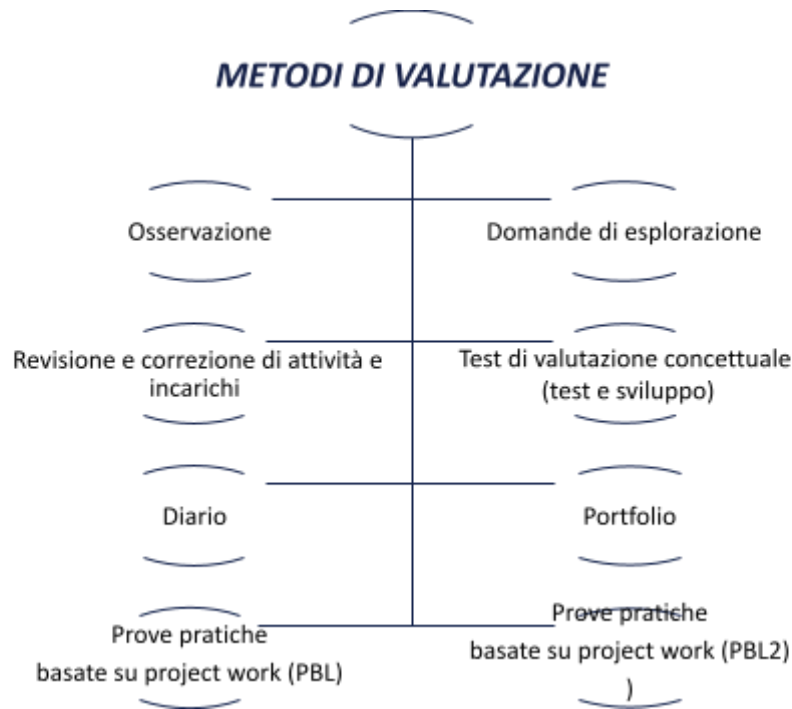 METODI DI VALUTAZIONE
Osservazione
Domande di esplorazione
Revisione e correzione di attività e
incarichi
Test di valutazione concettuale
(test e sviluppo)
Diario
Portfolio
Prove pratiche
basate su project work (PBL)
Prove pratiche
basate su project work (PBL2)
)